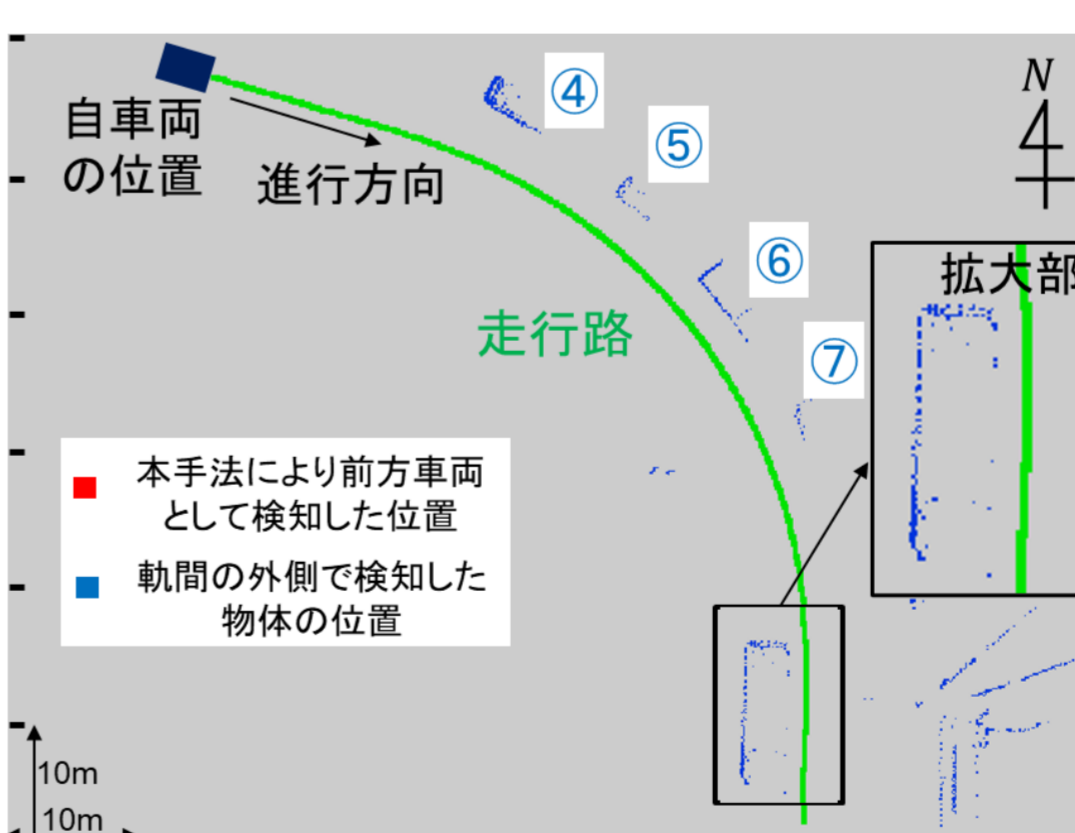 ④
N
自車両
の位置
進行方向
⑤
⑥
拡大部
走行路
⑦
本手法により前方車両
として検知した位置
軌間の外側で検知した
物体の位置
10m
10m